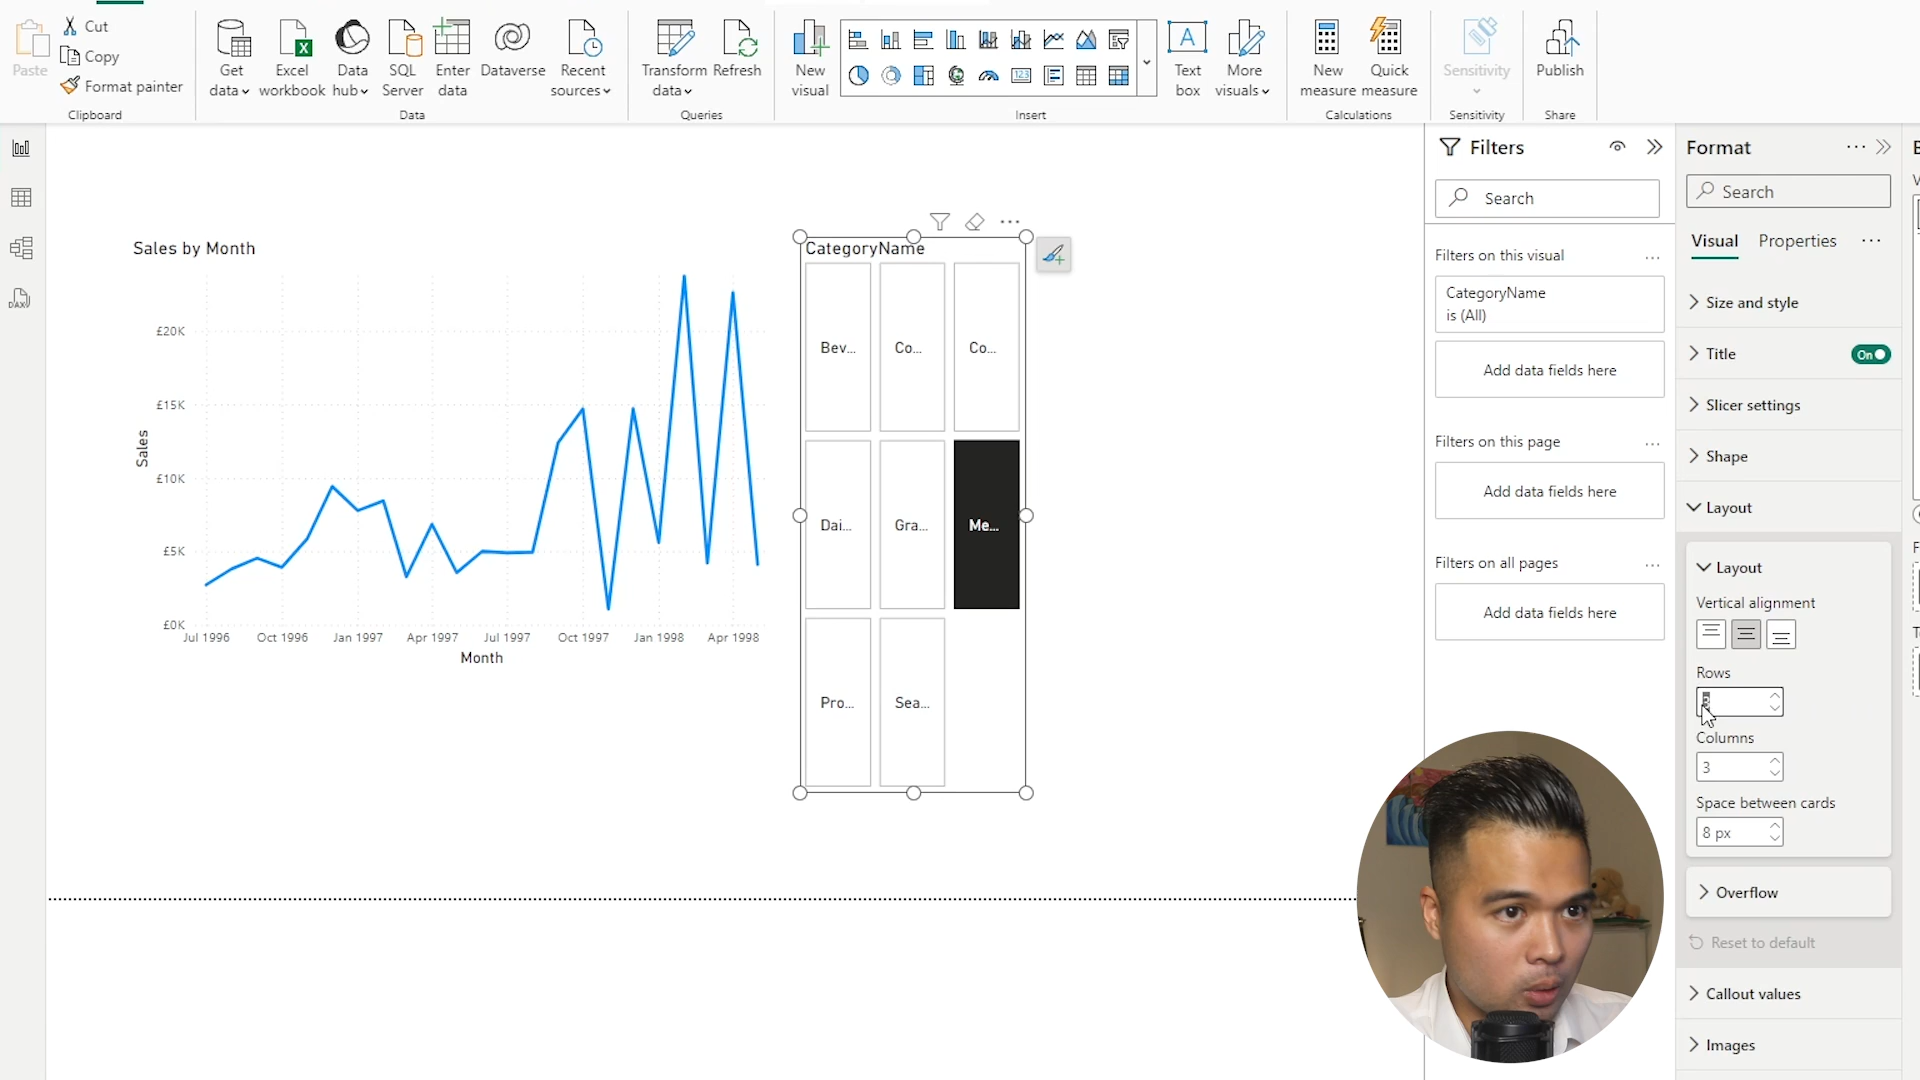 Paste
Cut
Copy
Format painter
Clipboard
Get data
Excel workbook
Data hub
SQL Server
Enter data
Dataverse
Recent sources
Data
Transform data
Refresh
Queries
New visual
Text box
More visuals
Insert
New measure
Quick measure
Calculations
Sensitivity
Sensitivity
Publish
Share
DAX
Sales by Month
Sales
£20K
£15K
£10K
£5K
£0K
Jul 1996
Oct 1996
Jan 1997
Apr 1997
Jul 1997
Oct 1997
Jan 1998
Apr 1998
Month
CategoryName
Bev...
Co...
Co...
Dai...
Gra...
Me...
Pro...
Sea...
Filters
Search
Filters on this visual
CategoryName
is (All)
Add data fields here
Filters on this page
Add data fields here
Filters on all pages
Add data fields here
Format
Search
Visual
Properties
Size and style
Title
On
Slicer settings
Shape
Layout
Layout
Vertical alignment
Rows
Columns
3
Space between cards
8 px
Overflow
Reset to default
Callout values
Images